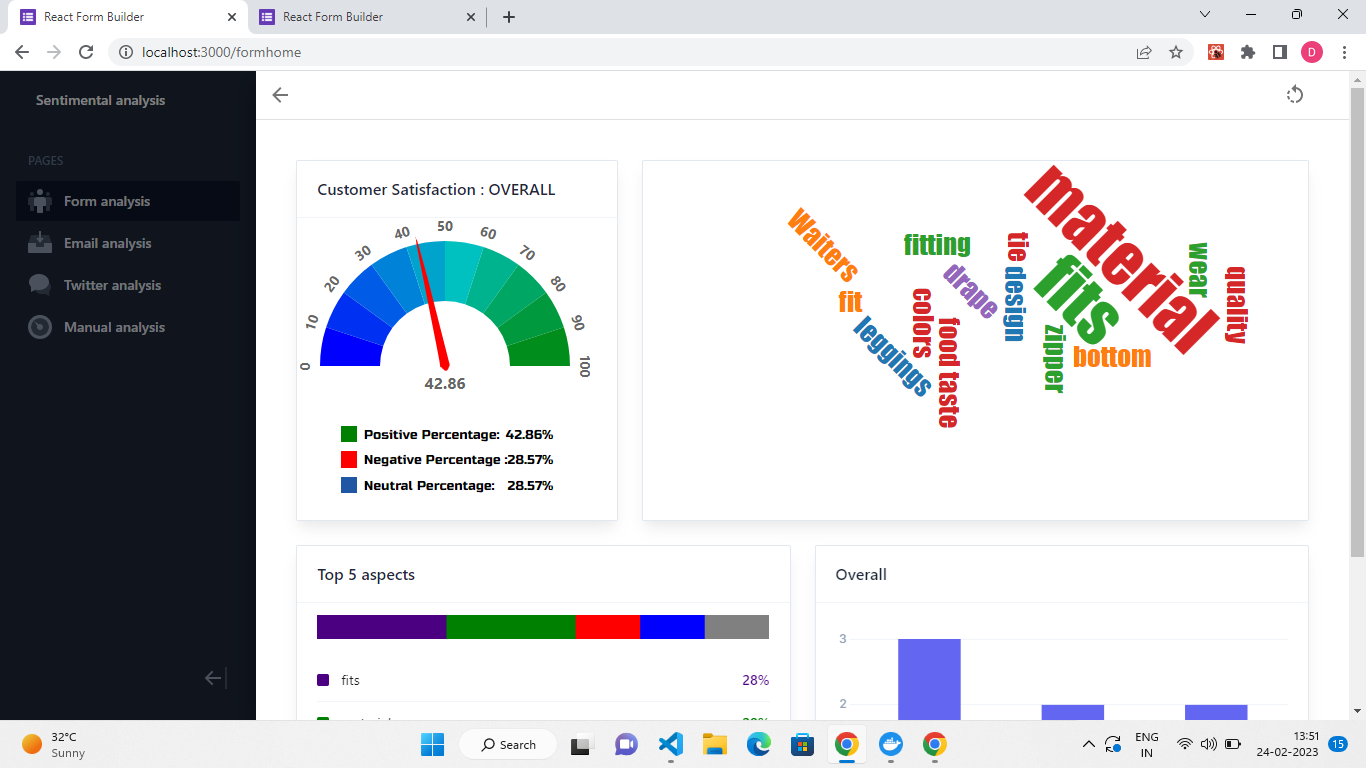 React Form Builder
React Form Builder
localhost:3000/formhome
D
Sentimental analysis
PAGES
Form analysis
Email analysis
Twitter analysis
Manual analysis
Customer Satisfaction : OVERALL
0
10
20
30
40
50
60
70
80
90
100
42.86
Positive Percentage: 42.86%
Negative Percentage :28.57%
Neutral Percentage: 28.57%
Waiters
fitting
tie
material
wear
quality
fit
drape
design
fits
leggings
colors
food taste
zipper
bottom
Top 5 aspects
fits 28%
Overall
3
2
32°C
Sunny
Search
ENG
IN
13:51
24-02-2023
15